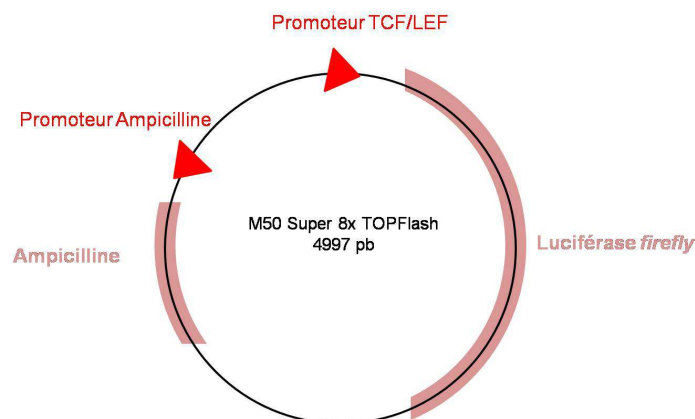 Promoteur TCF/LEF
Promoteur Ampicilline
M50 Super 8x TOPFlash
4997 pb
Ampicilline
Luciférase firefly